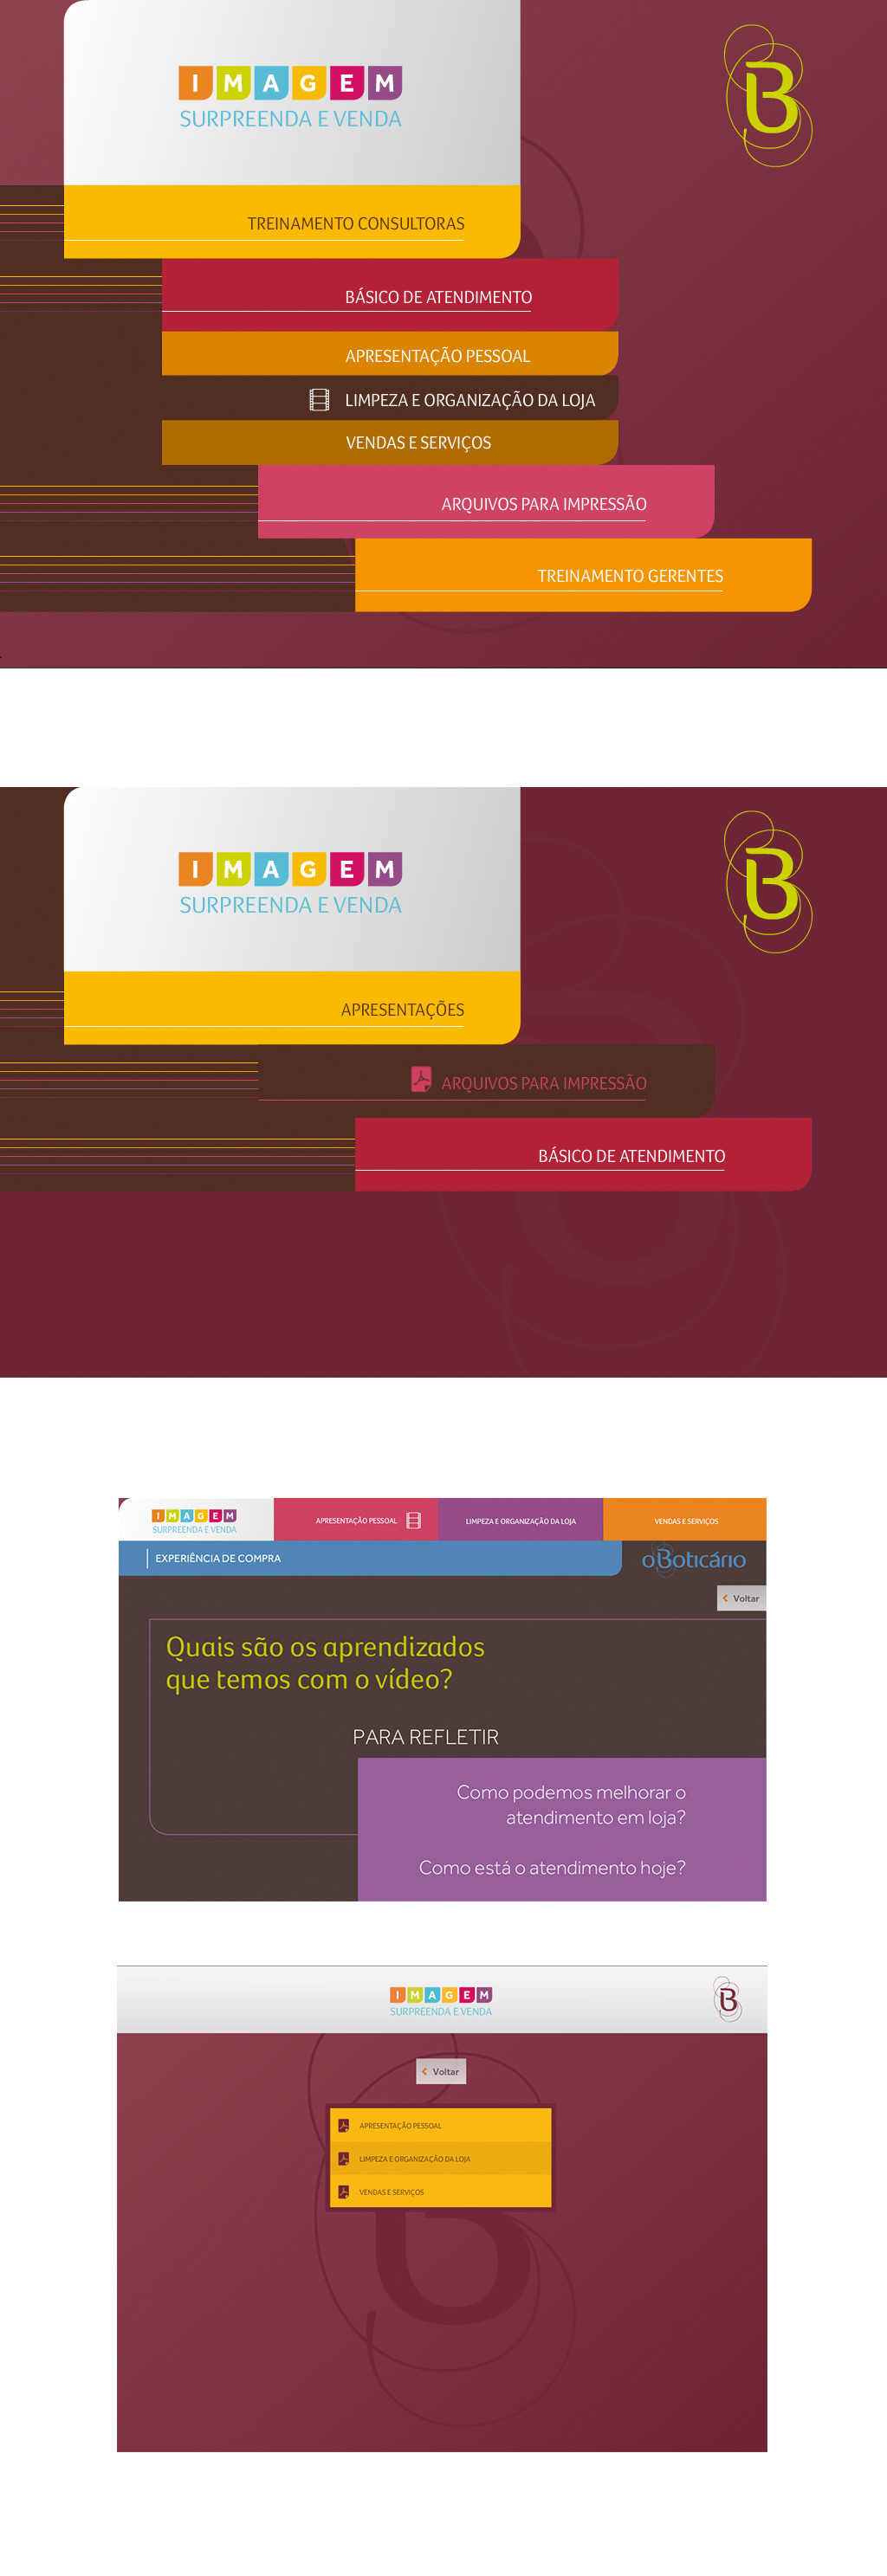 IMAGEM
SURPREENDA E VENDA
B
TREINAMENTO CONSULTORAS
BÁSICO DE ATENDIMENTO
APRESENTAÇÃO PESSOAL
LIMPEZA E ORGANIZAÇÃO DA LOJA
VENDAS E SERVIÇOS
ARQUIVOS PARA IMPRESSÃO
TREINAMENTO GERENTES
IMAGEM
SURPREENDA E VENDA
B
APRESENTAÇÕES
ARQUIVOS PARA IMPRESSÃO
BÁSICO DE ATENDIMENTO
IMAGEM
SURPREENDA E VENDA
APRESENTAÇÃO PESSOAL
LIMPEZA E ORGANIZAÇÃO DA LOJA
VENDAS E SERVIÇOS
EXPERIÊNCIA DE COMPRA
oBoticário
Voltar
Quais são os aprendizados
que temos com o vídeo?
PARA REFLETIR
Como podemos melhorar o
atendimento em loja?
Como está o atendimento hoje?
IMAGEM
SURPREENDA E VENDA
B
Voltar
APRESENTAÇÃO PESSOAL
LIMPEZA E ORGANIZAÇÃO DA LOJA
VENDAS E SERVIÇOS